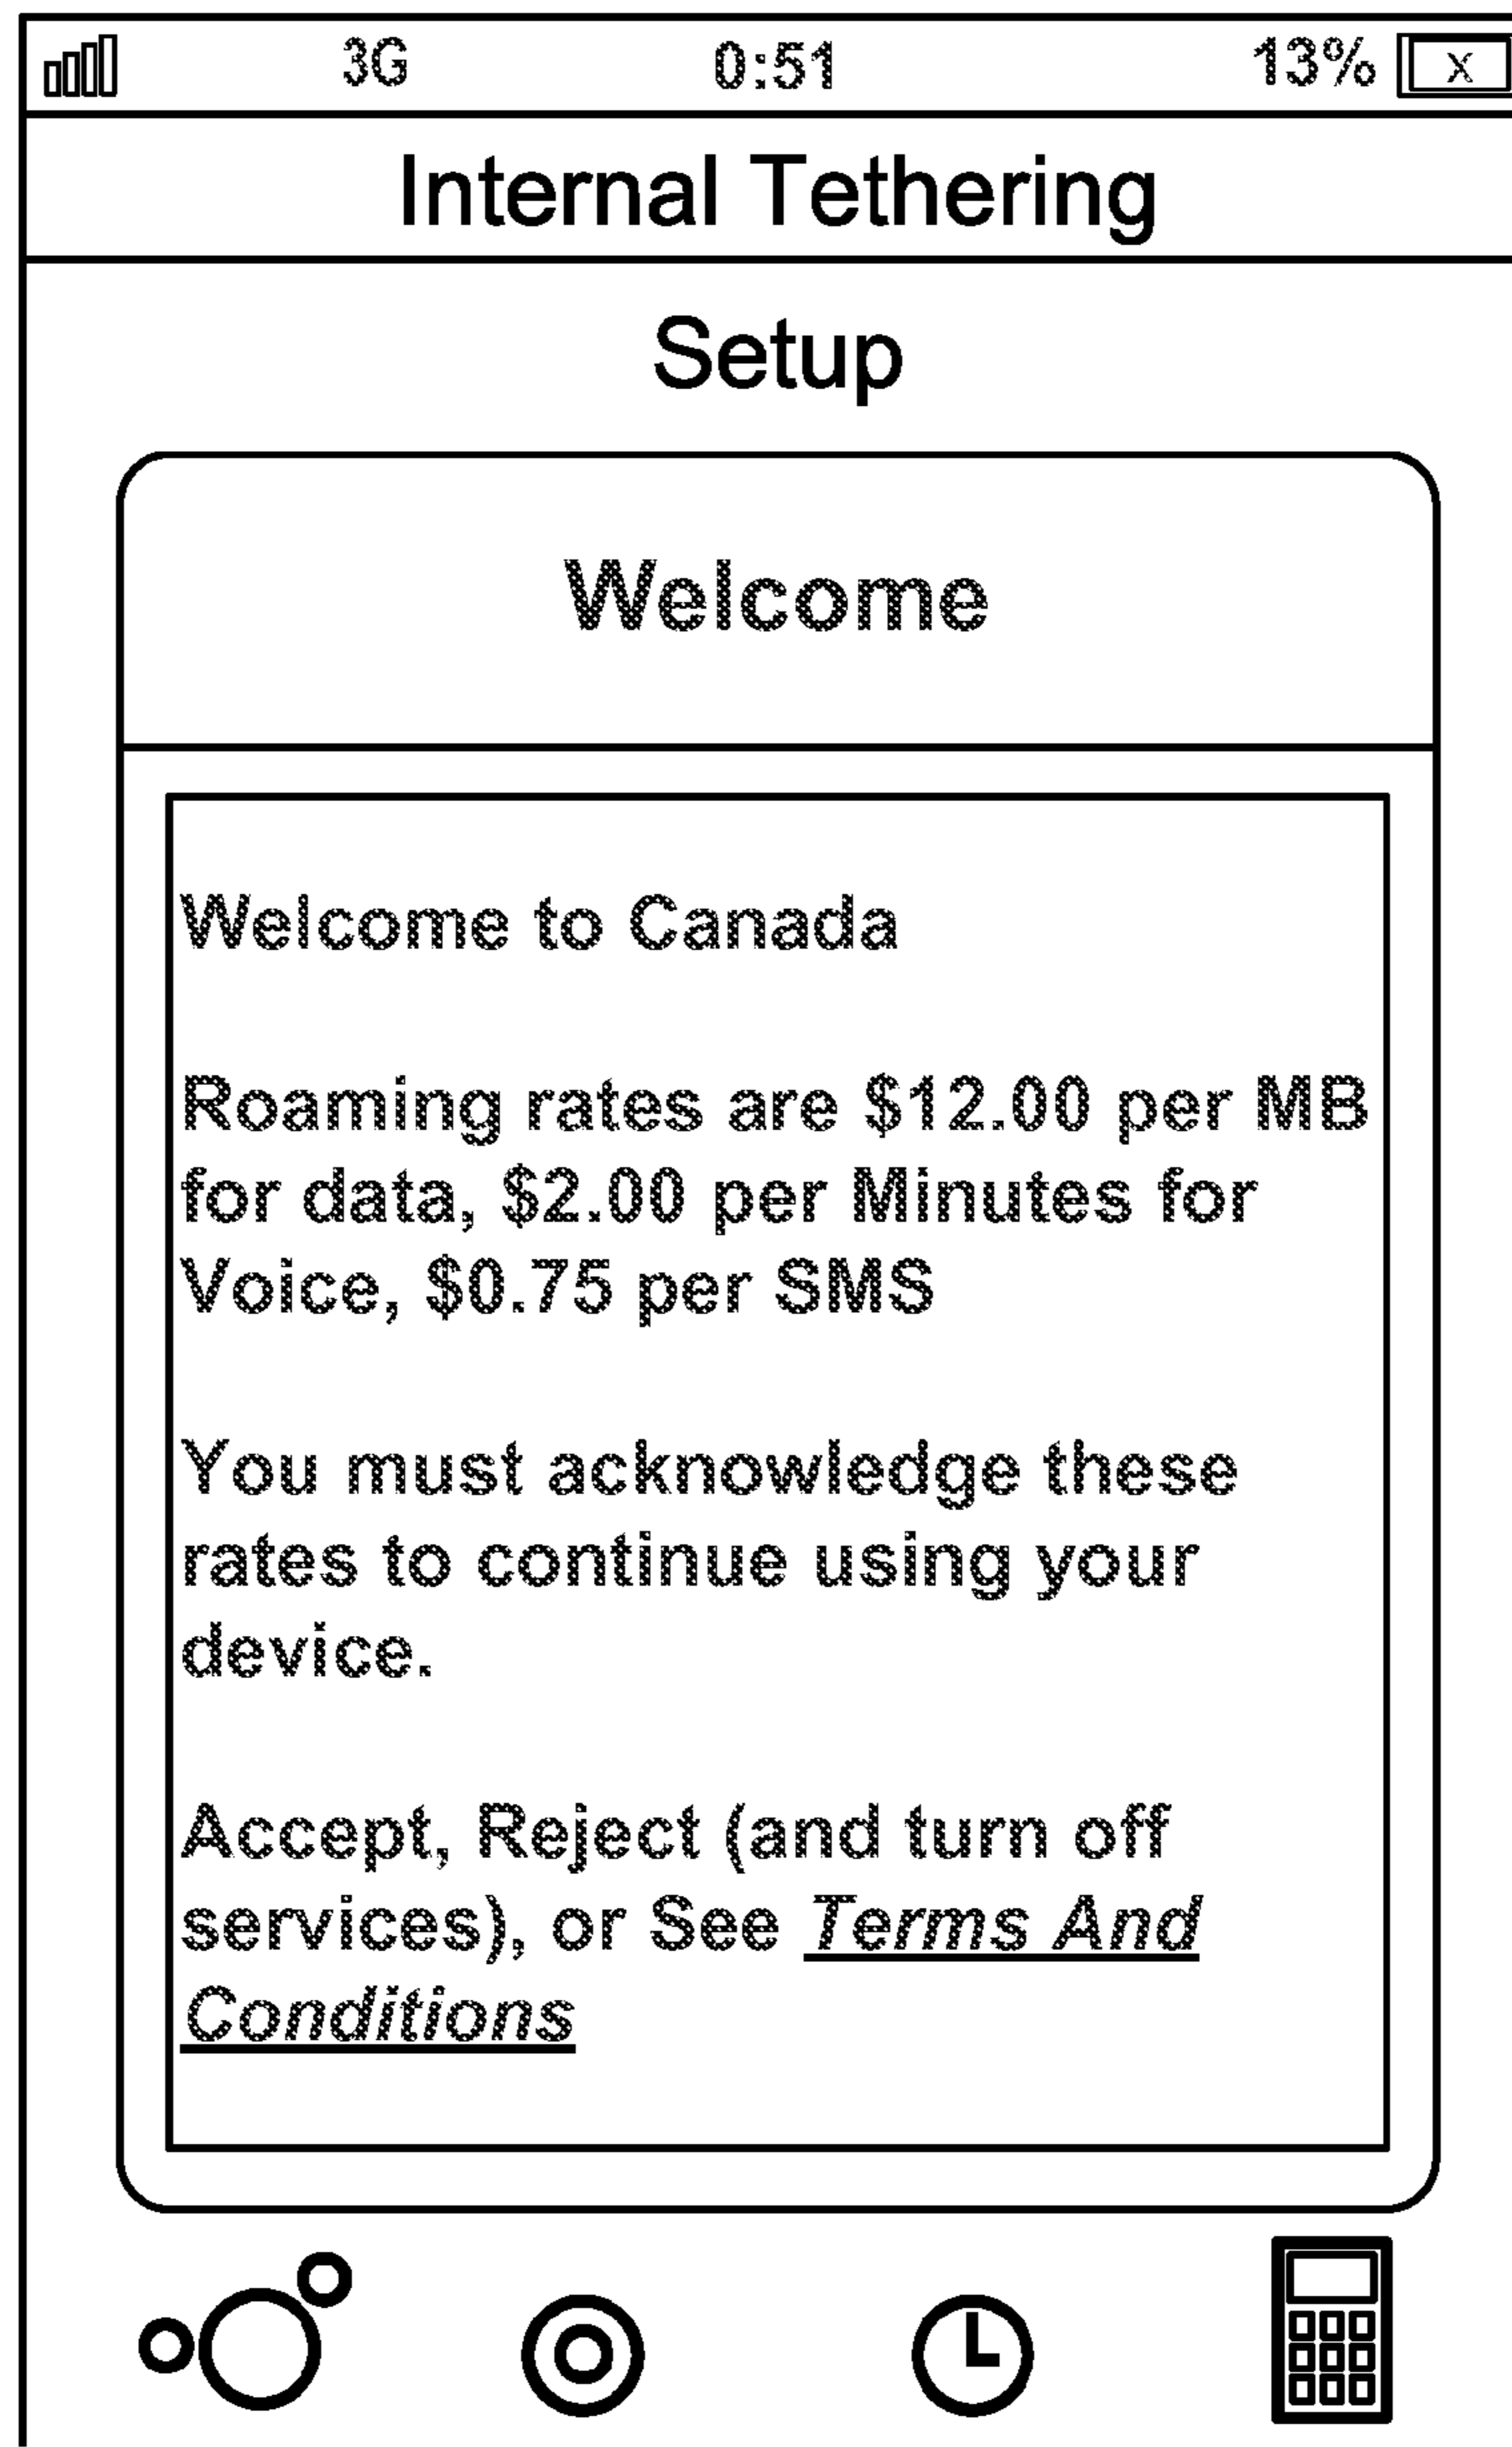 3G 0:51 13% X
Internal Tethering
Setup
Welcome
Welcome to Canada
Roaming rates are $12.00 per MB
for data, $2.00 per Minutes for
Voice, $0.75 per SMS
You must acknowledge these
rates to continue using your
device.
Accept, Reject (and turn off
services), or See Terms And
Conditions